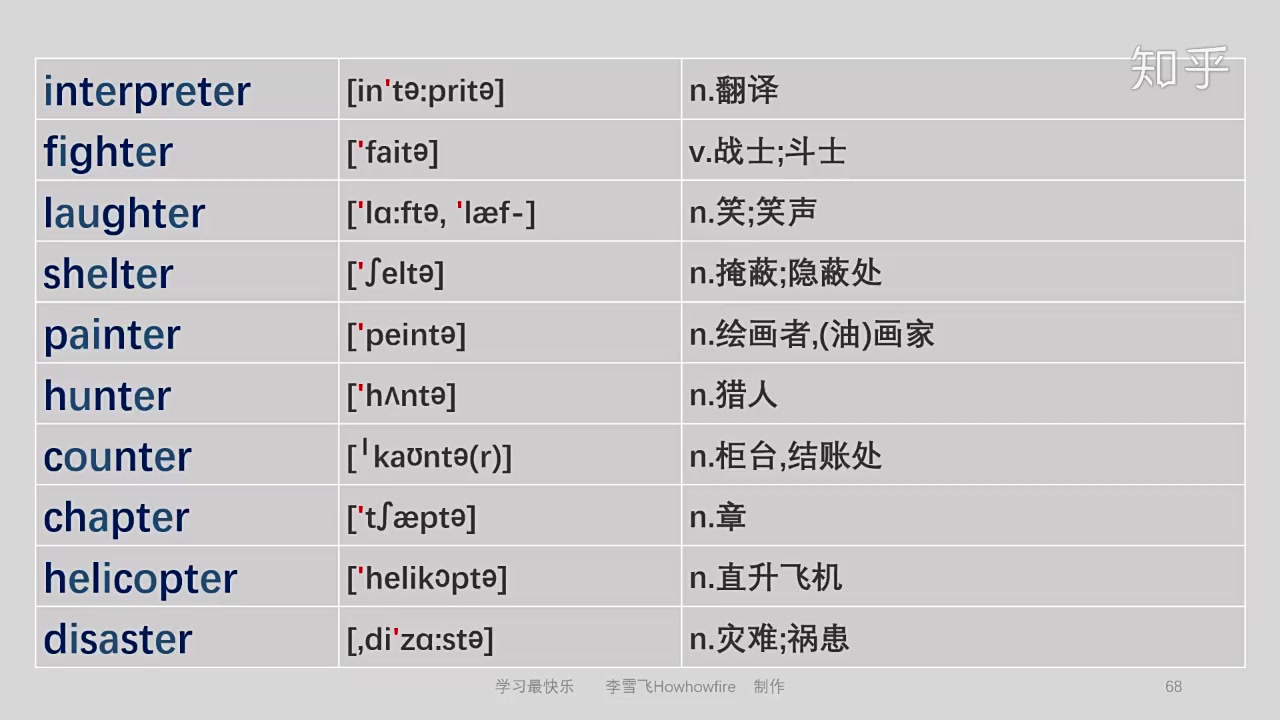 知乎
interpreter ['in'tə:pritə] n.翻译
fighter ['faitə] v.战士;斗士
laughter ['lɑ:ftə, 'læf-] n.笑;笑声
shelter ['ʃeltə] n.掩蔽;隐蔽处
painter ['peintə] n.绘画者,(油)画家
hunter ['hʌntə] n.猎人
counter [╵kaʊntə(r)] n.柜台,结账处
chapter ['tʃæptə] n.章
helicopter ['helikɔptə] n.直升飞机
disaster [,di'zɑ:stə] n.灾难;祸患
学习最快乐 李雪飞Howhowfire 制作 68